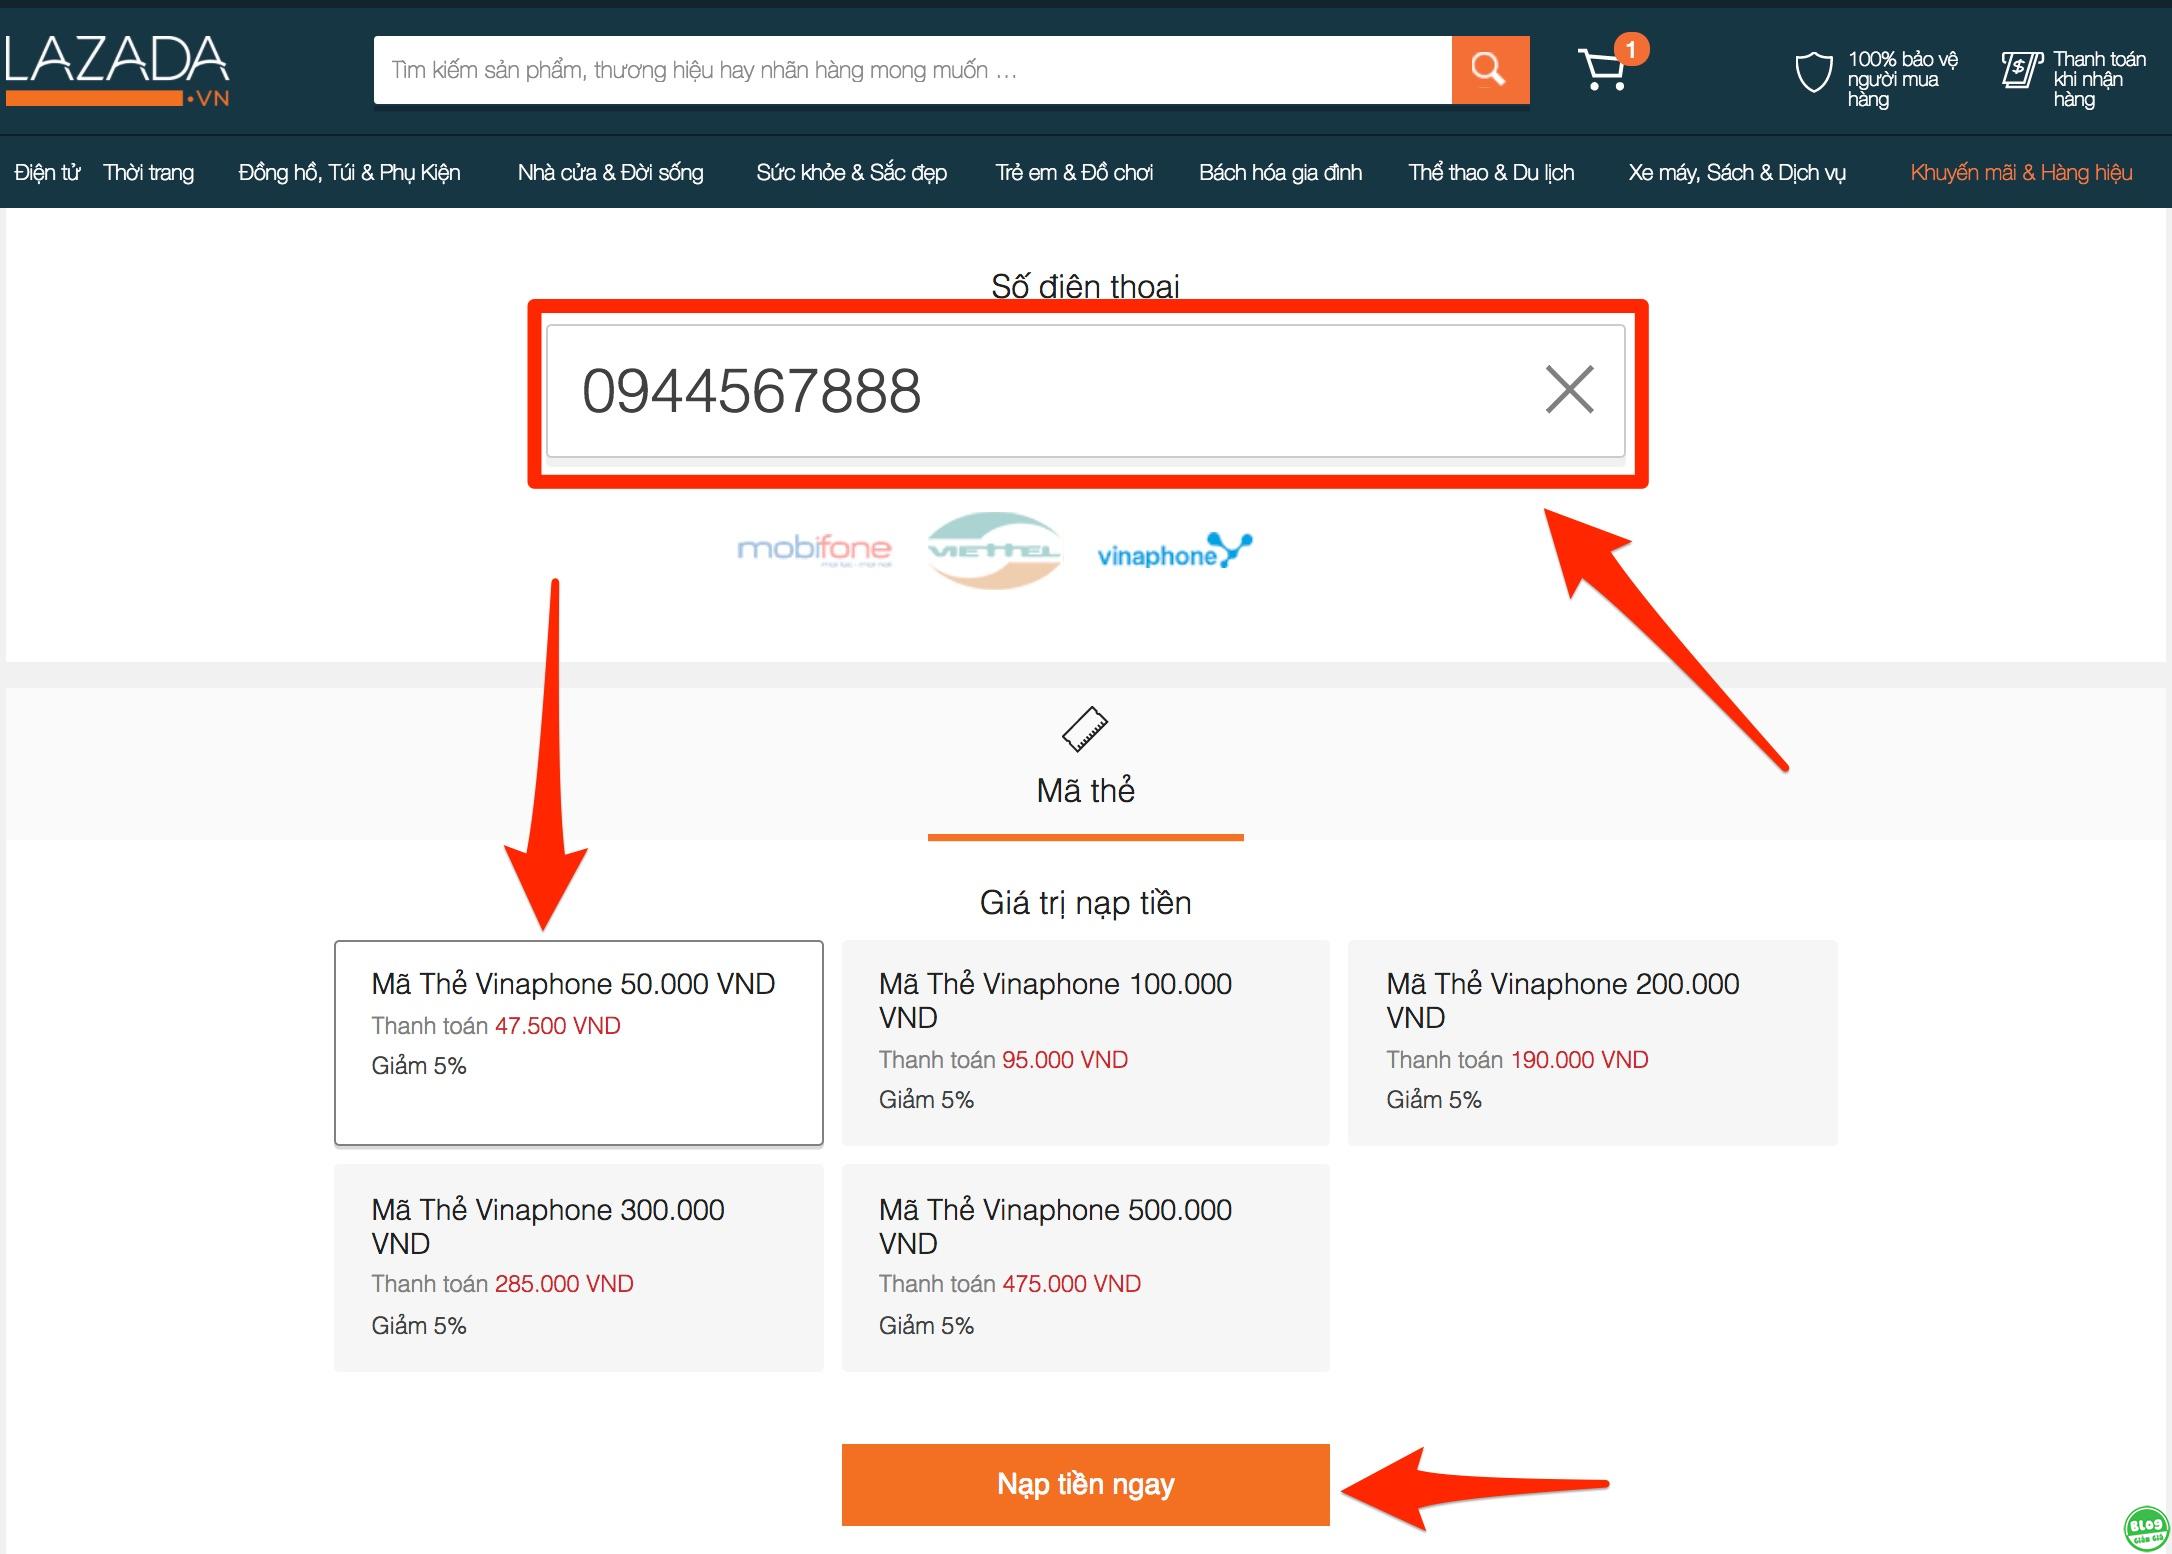 LAZADA
.VN
Tìm kiếm sản phẩm, thương hiệu hay nhãn hàng mong muốn ...
1
100% bảo vệ
người mua
hàng
Thanh toán
khi nhận
hàng
Điện tử Thời trang Đồng hồ, Túi & Phụ Kiện Nhà cửa & Đời sống Sức khỏe & Sắc đẹp Trẻ em & Đồ chơi Bách hóa gia đình Thể thao & Du lịch Xe máy, Sách & Dịch vụ Khuyến mãi & Hàng hiệu
Số điện thoại
0944567888
mobifone VIETTEL vinaphone
Mã thẻ
Giá trị nạp tiền
Mã Thẻ Vinaphone 50.000 VND
Thanh toán 47.500 VND
Giảm 5%
Mã Thẻ Vinaphone 100.000
VND
Thanh toán 95.000 VND
Giảm 5%
Mã Thẻ Vinaphone 200.000
VND
Thanh toán 190.000 VND
Giảm 5%
Mã Thẻ Vinaphone 300.000
VND
Thanh toán 285.000 VND
Giảm 5%
Mã Thẻ Vinaphone 500.000
VND
Thanh toán 475.000 VND
Giảm 5%
Nạp tiền ngay
BLOG
Giảm Giá